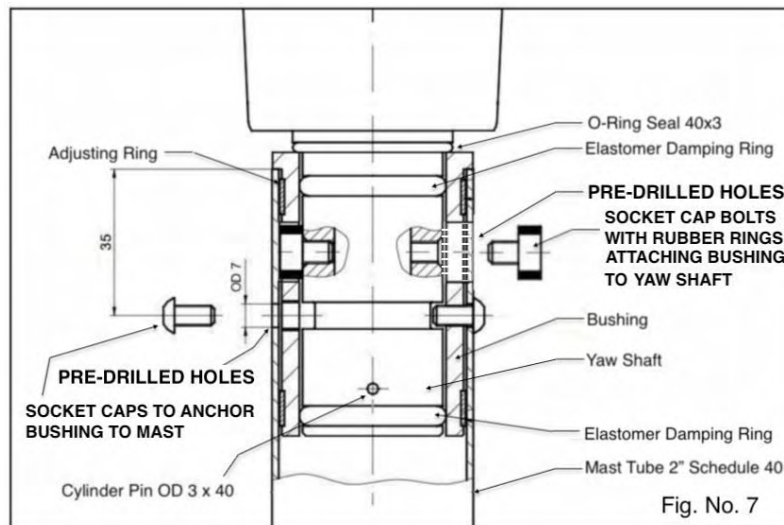 O-Ring Seal 40x3
Adjusting Ring
Elastomer Damping Ring
PRE-DRILLED HOLES
SOCKET CAP BOLTS
WITH RUBBER RINGS
ATTACHING BUSHING
TO YAW SHAFT
35
OD 7
Bushing
PRE-DRILLED HOLES
Yaw Shaft
SOCKET CAPS TO ANCHOR
BUSHING TO MAST
Elastomer Damping Ring
Mast Tube 2" Schedule 40
Cylinder Pin OD 3 x 40
Fig. No. 7